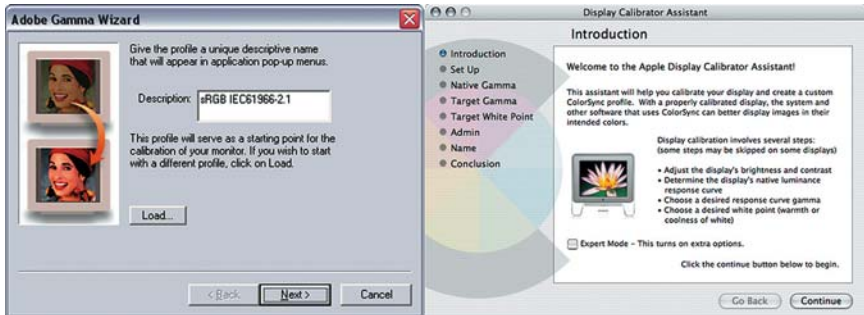 Adobe Gamma Wizard
Give the profile a unique descriptive name
that will appear in application pop-up menus.
Description: sRGB IEC61966-2.1
This profile will serve as a starting point for the
calibration of your monitor. If you wish to start
with a different profile, click on Load.
Load...
< Back
Next >
Cancel
Display Calibrator Assistant
Introduction
Introduction
Set Up
Native Gamma
Target Gamma
Target White Point
Admin
Name
Conclusion
Welcome to the Apple Display Calibrator Assistant!
This assistant will help you calibrate your display and create a custom
ColorSync profile. With a properly calibrated display, the system and
other software that uses ColorSync can better display images in their
intended colors.
Display calibration involves several steps:
(some steps may be skipped on some displays)
• Adjust the display's brightness and contrast
• Determine the display's native luminance
response curve
• Choose a desired response curve gamma
• Choose a desired white point (warmth or
coolness of white)
Expert Mode – This turns on extra options.
Click the continue button below to begin.
Go Back
Continue